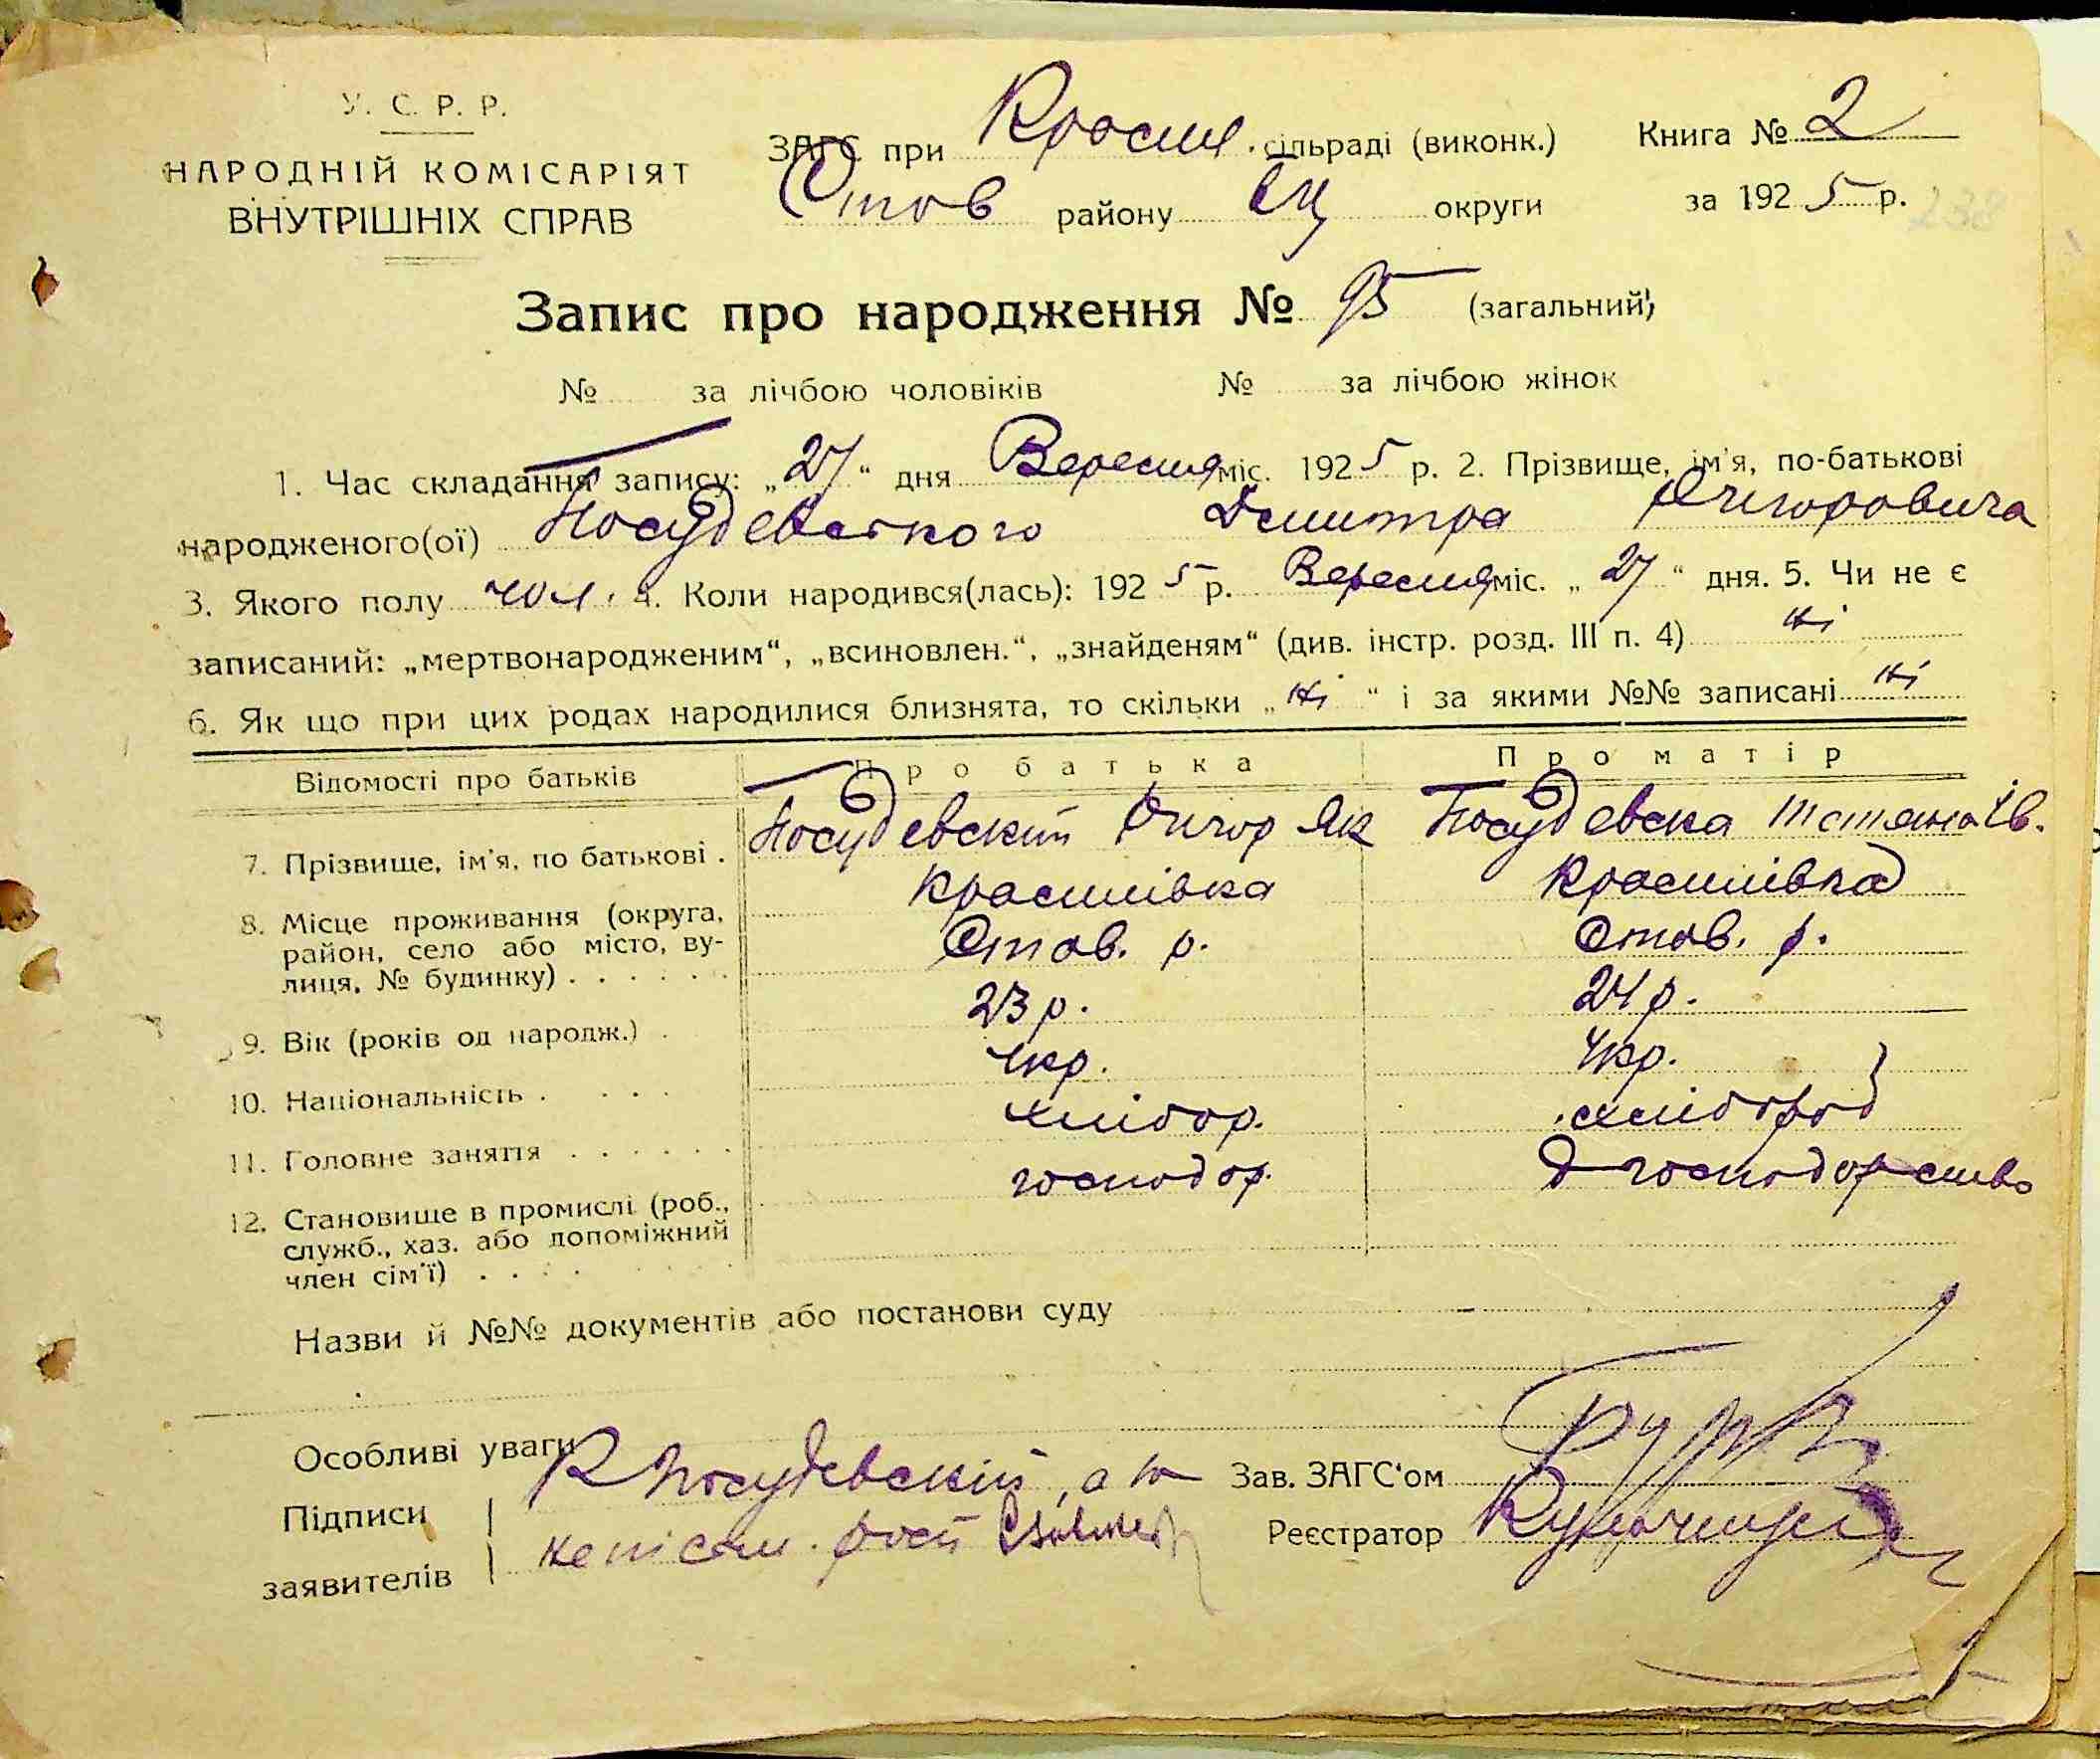 У. С. Р. Р.
НАРОДНІЙ КОМІСАРІЯТ
ВНУТРІШНІХ СПРАВ
ЗАГС при Красил. сільраді (виконк.) Книга № 2
Отов району округи за 1925 р.
238
Запис про народження № 95 (загальний)
№ за лічбою чоловіків № за лічбою жінок
1. Час складання запису: „27“ дня Вересня міс. 1925 р. 2. Прізвище, ім'я, по-батькові
народженого(ої) Посудевского Дмитра Григоровича
3. Якого полу чол. 4. Коли народився(лась): 1925 р. Вересня міс. „27“ дня. 5. Чи не є
записаний: „мертвонародженим“, „всиновлен.“, „знайденям“ (див. інстр. розд. III п. 4) ні
6. Як що при цих родах народилися близнята, то скільки „ні“ і за якими №№ записані ні
Відомості про батьків Про батька Про матір
7. Прізвище, ім'я, по батькові . Посудевский Григор Як Посудевска Тетяна Ів.
8. Місце проживання (округа, Красилівка Красилівка
район, село або місто, ву- Отов. р. Отов. р.
лиця, № будинку) . . . . . .
9. Вік (років од народж.) . 23 р. 24 р.
10. Національність . . . . Укр. Укр.
11. Головне заняття . . . . . . хлібор. хлібороб
12. Становище в промислі (роб., господар. господарство
служб., хаз. або допоміжний
член сім'ї) . . . .
Назви й №№ документів або постанови суду —
Особливі уваги
Підписи Посудевский, а за Зав. ЗАГС'ом
заявителів непісьм. рост Реєстратор